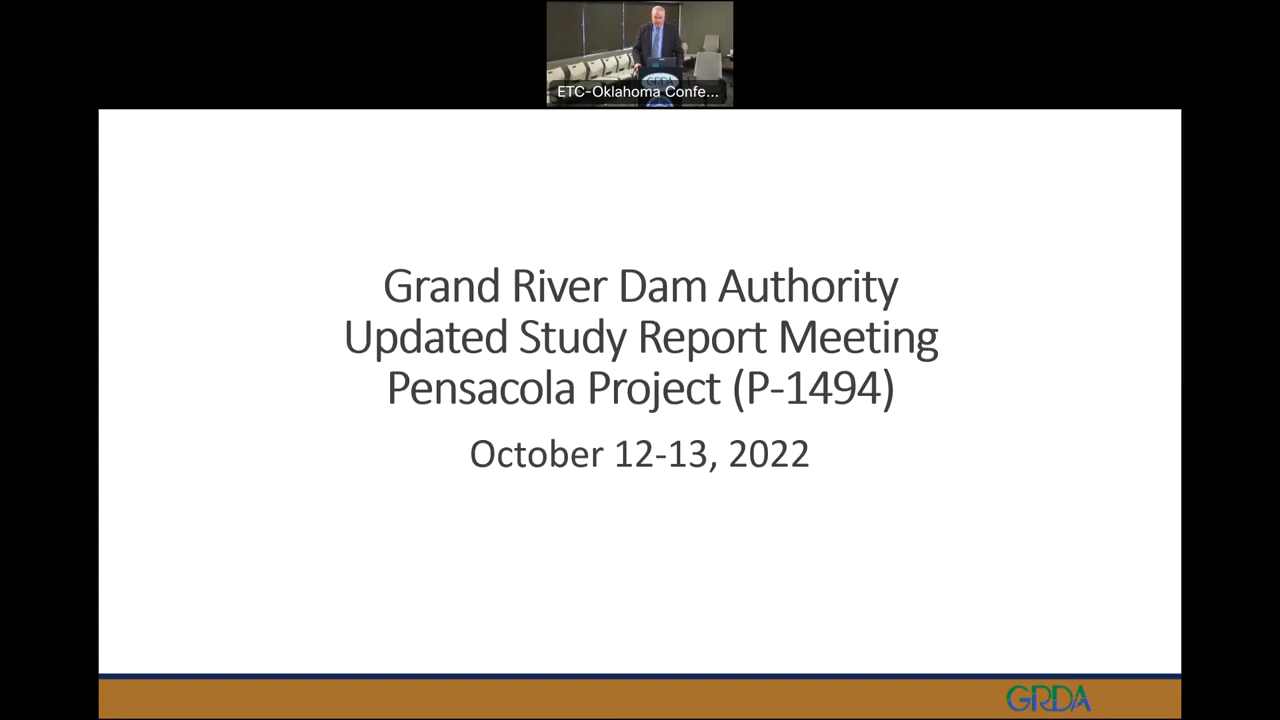 GRDA
ETC-Oklahoma Confe...
Grand River Dam Authority
Updated Study Report Meeting
Pensacola Project (P-1494)
October 12-13, 2022
GRDA